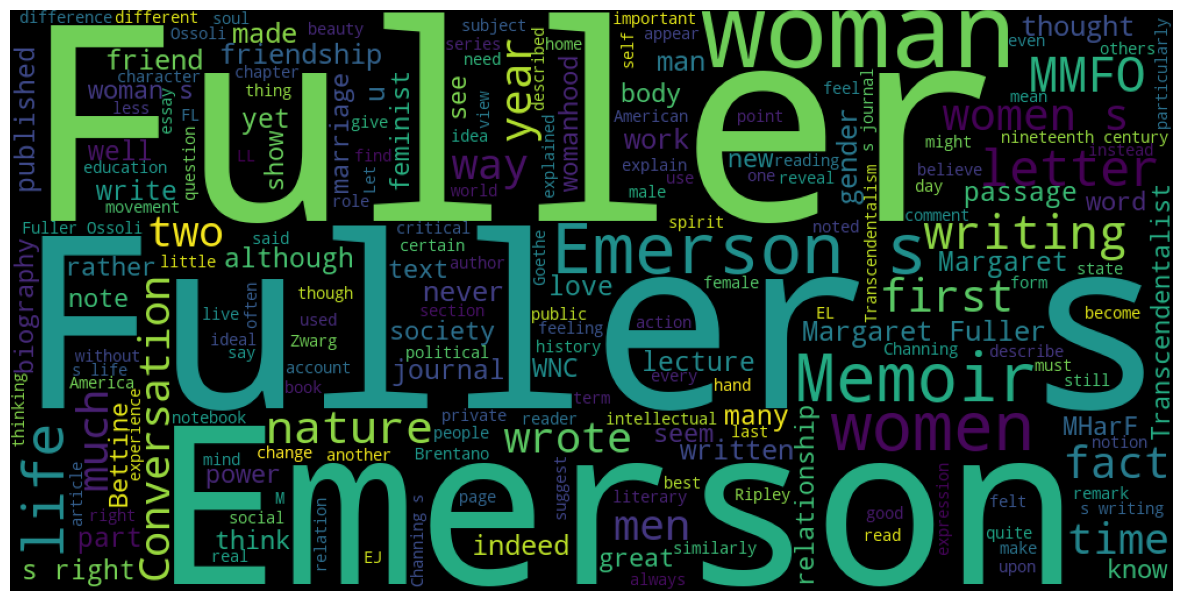 difference
different
soul
subject
important
appear
even
thought
Ossoli
made
beauty
series
home
self
woman
man
others
friend
friendship
character
need
described
particularly
published
woman s
chapter
thing
see
year
body
feel
MMFO
less
essay
FL
yet
marriage
u
feminist
view
idea
American
point
gender
women s
well
question
show
give
way
explained
womanhood
work
new
reading
might
nineteenth century
education
LL
find
Let
world
explain
reveal
believe
instead
letter
write
role
male
use
one
day
passage
movement
Fuller
spirit
Transcendentalism s journal
comment
word
Fuller Ossoli
two
said
critical
Emerson s
noted
writing
little
certain
Goethe
rather
although
text
author
love
female
Margaret
state
biography
note
Conversation
though
never
public
first
form
EL
become
live
often
used
section
feeling
action
Margaret Fuller
ideal
say
Zwarg
society
history
Transcendentalist
without
account
political
WNC
lecture
Channing
describe
s life
America
book
journal
every
hand
Memoir
must
still
Fuller s
thinking
experience
notebook
private
reader
term
intellectual
many
women
MHarF
life
much
Bettine
nature
people
wrote
seem
last
notion
change
another
Brentano
written
relationship
fact
article
mind
power
M
page
suggest
literary
best
Ripley
felt
remark
s writing
right
social
relation
men
good
expression
part
think
Channing s
indeed
great
similarly
read
quite
make
time
s right
real
EJ
always
upon
know
Emerson